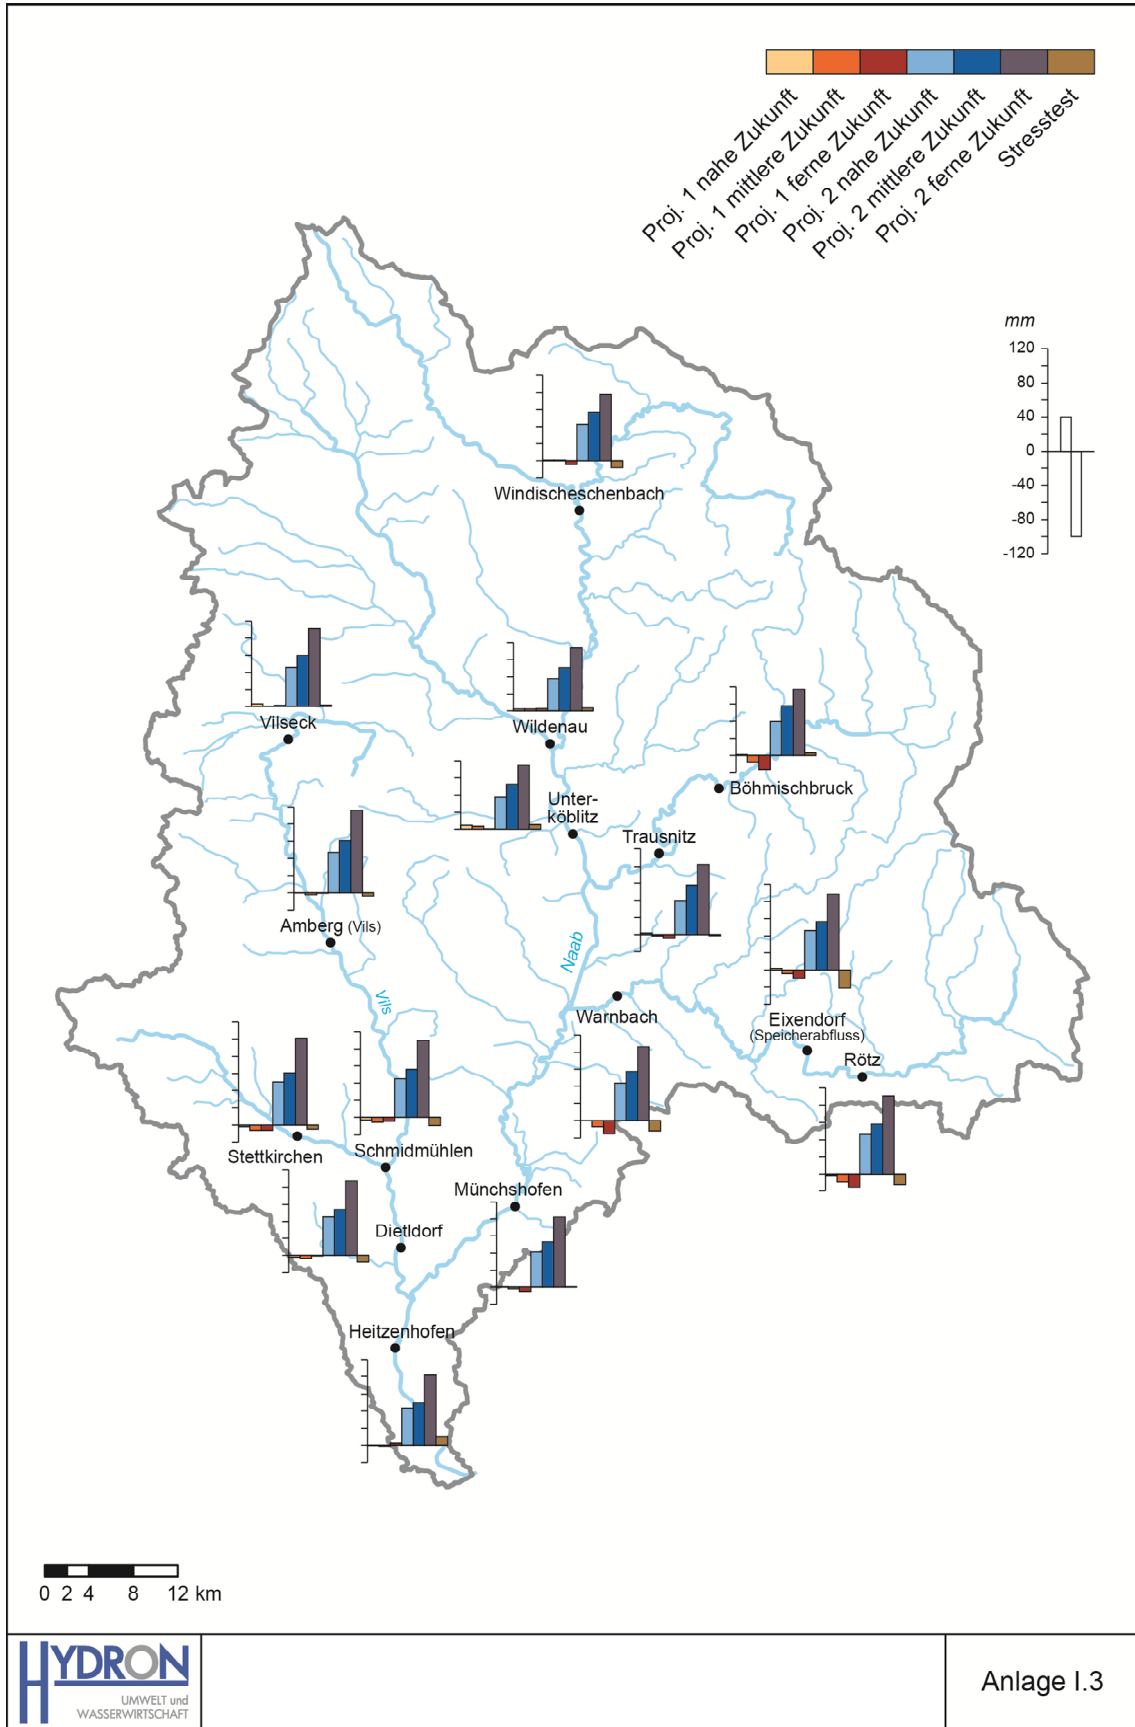 Proj. 1 nahe Zukunft
Proj. 1 mittlere Zukunft
Proj. 1 ferne Zukunft
Proj. 2 nahe Zukunft
Proj. 2 mittlere Zukunft
Proj. 2 ferne Zukunft
Stresstest
mm
120
80
40
0
-40
-80
-120
Windischeschenbach
Vilseck
Wildenau
Böhmischbruck
Unter-
köblitz
Trausnitz
Amberg (Vils)
Naab
Vils
Warnbach
Eixendorf
(Speicherabfluss)
Rötz
Stettkirchen
Schmidmühlen
Münchshofen
Dietldorf
Heitzenhofen
0 2 4 8 12 km
HYDRON
UMWELT und
WASSERWIRTSCHAFT
Anlage I.3